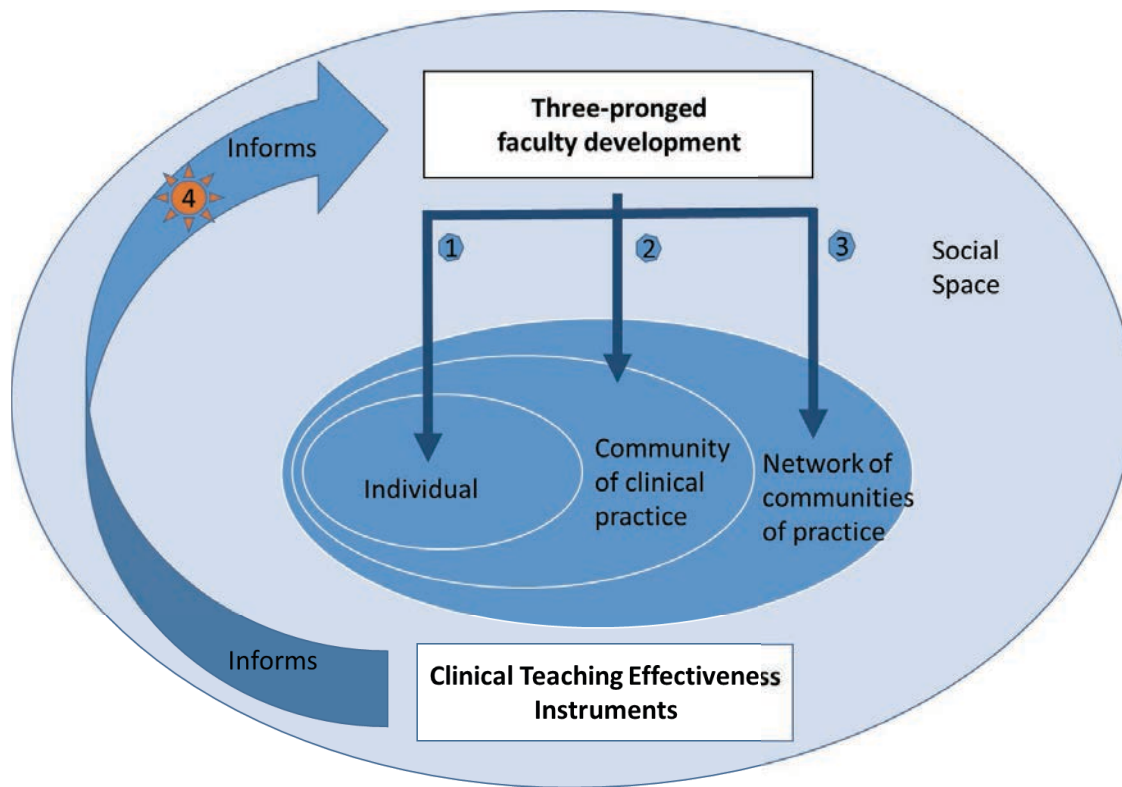 Three-pronged
faculty development
Informs
4
1
2
3
Social
Space
Individual
Community
of clinical
practice
Network of
communities
of practice
Informs
Clinical Teaching Effectiveness
Instruments